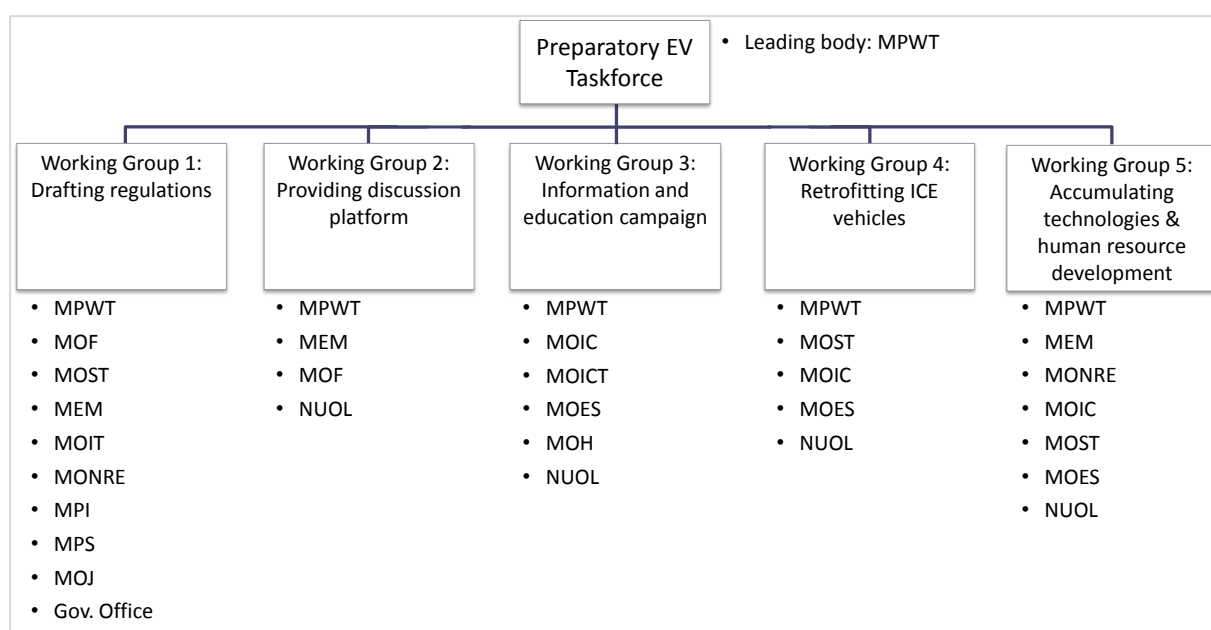 Preparatory EV
Taskforce
• Leading body: MPWT
Working Group 1:
Drafting regulations
Working Group 2:
Providing discussion
platform
Working Group 3:
Information and
education campaign
Working Group 4:
Retrofitting ICE
vehicles
Working Group 5:
Accumulating
technologies &
human resource
development
• MPWT
• MOF
• MOST
• MEM
• MOIT
• MONRE
• MPI
• MPS
• MOJ
• Gov. Office
• MPWT
• MEM
• MOF
• NUOL
• MPWT
• MOIC
• MOICT
• MOES
• MOH
• NUOL
• MPWT
• MOST
• MOIC
• MOES
• NUOL
• MPWT
• MEM
• MONRE
• MOIC
• MOST
• MOES
• NUOL